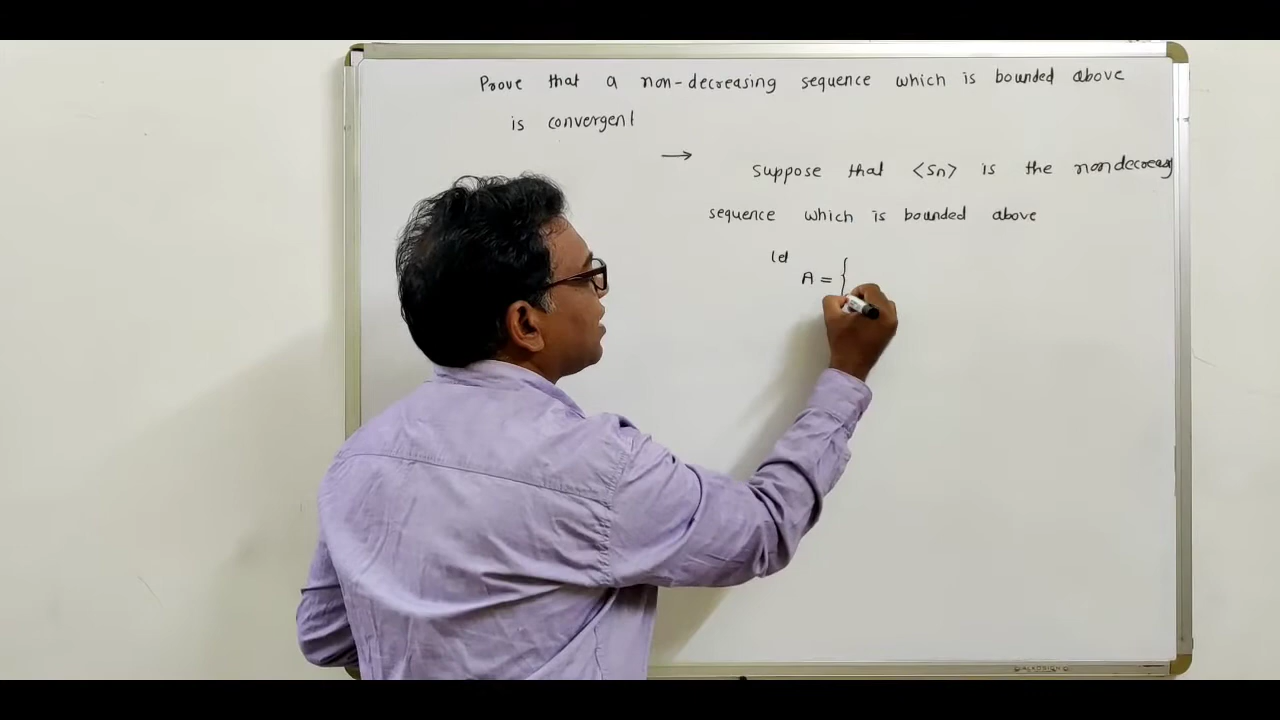 Prove that a non-decreasing sequence which is bounded above
is convergent
→
Suppose that <Sn> is the nondecreasg
sequence which is bounded above
let
A = {